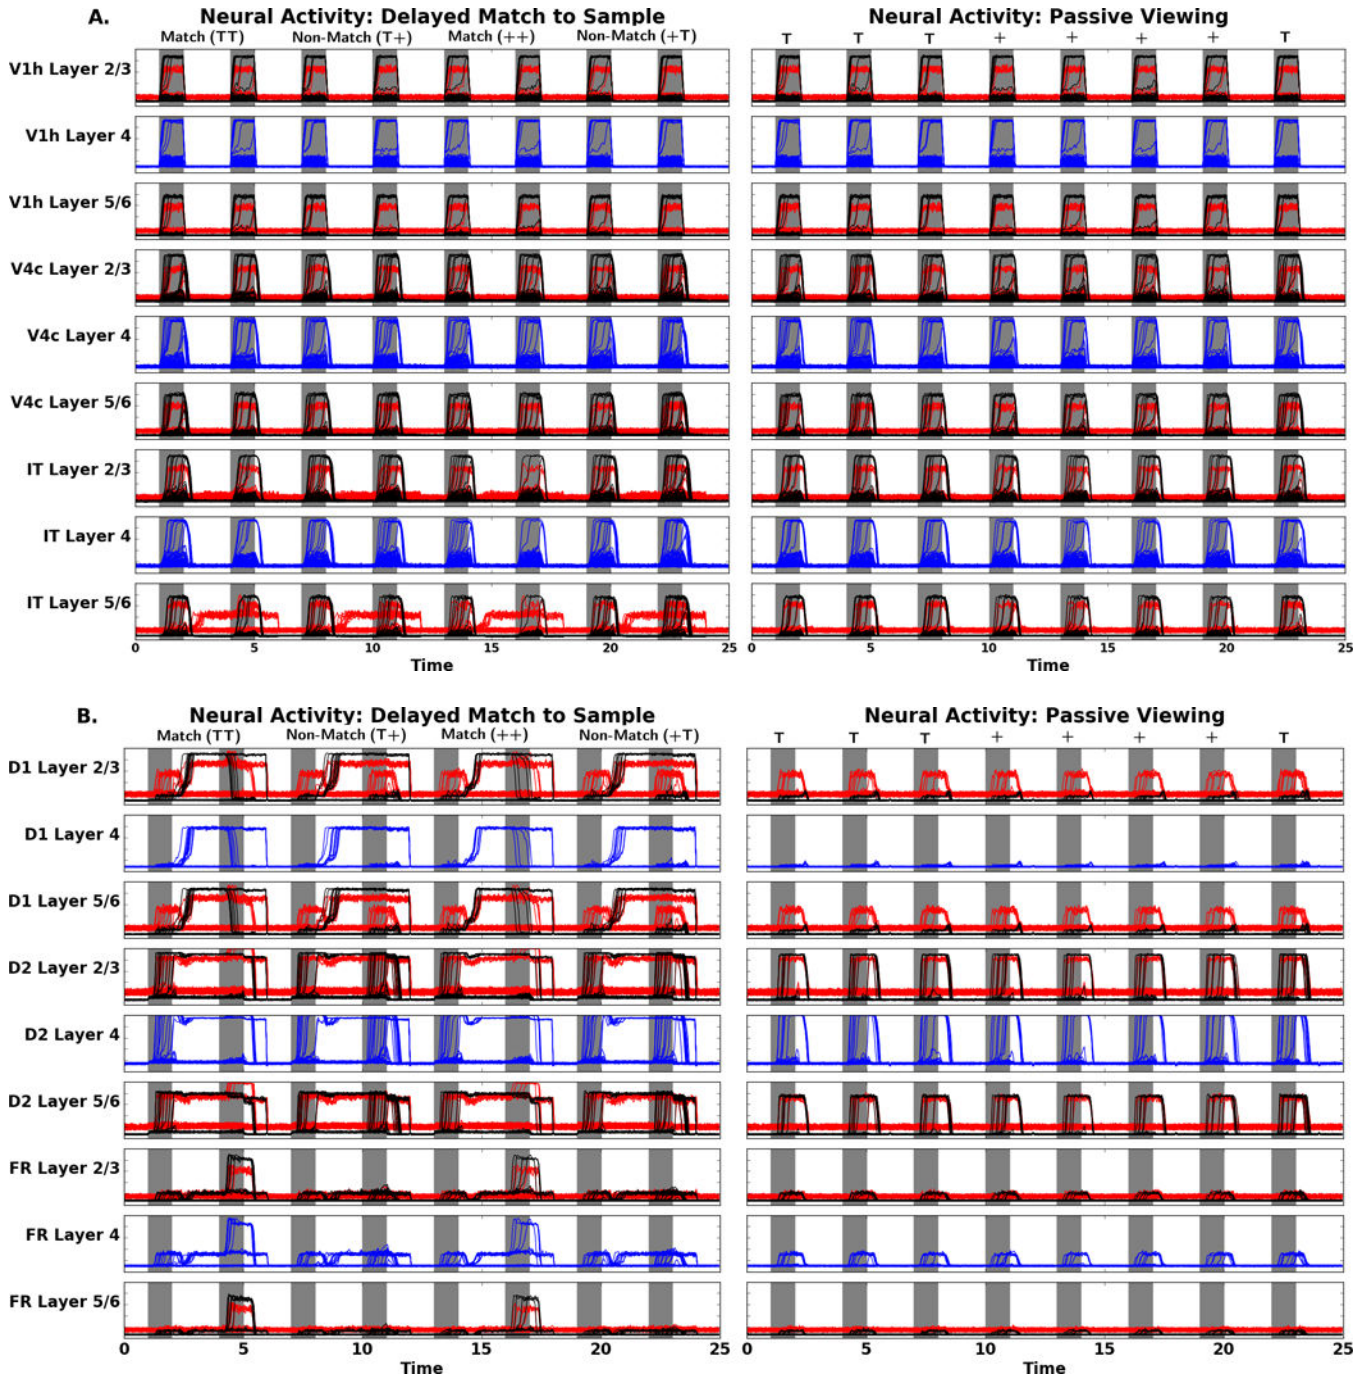 A.
Neural Activity: Delayed Match to Sample
Neural Activity: Passive Viewing
Match (TT) Non-Match (T+) Match (++) Non-Match (+T)
T T T + + + + T
V1h Layer 2/3
V1h Layer 4
V1h Layer 5/6
V4c Layer 2/3
V4c Layer 4
V4c Layer 5/6
IT Layer 2/3
IT Layer 4
IT Layer 5/6
0 5 10 15 20 25
0 5 10 15 20 25
Time
Time
B.
Neural Activity: Delayed Match to Sample
Neural Activity: Passive Viewing
Match (TT) Non-Match (T+) Match (++) Non-Match (+T)
T T T + + + + T
D1 Layer 2/3
D1 Layer 4
D1 Layer 5/6
D2 Layer 2/3
D2 Layer 4
D2 Layer 5/6
FR Layer 2/3
FR Layer 4
FR Layer 5/6
0 5 10 15 20 25
0 5 10 15 20 25
Time
Time